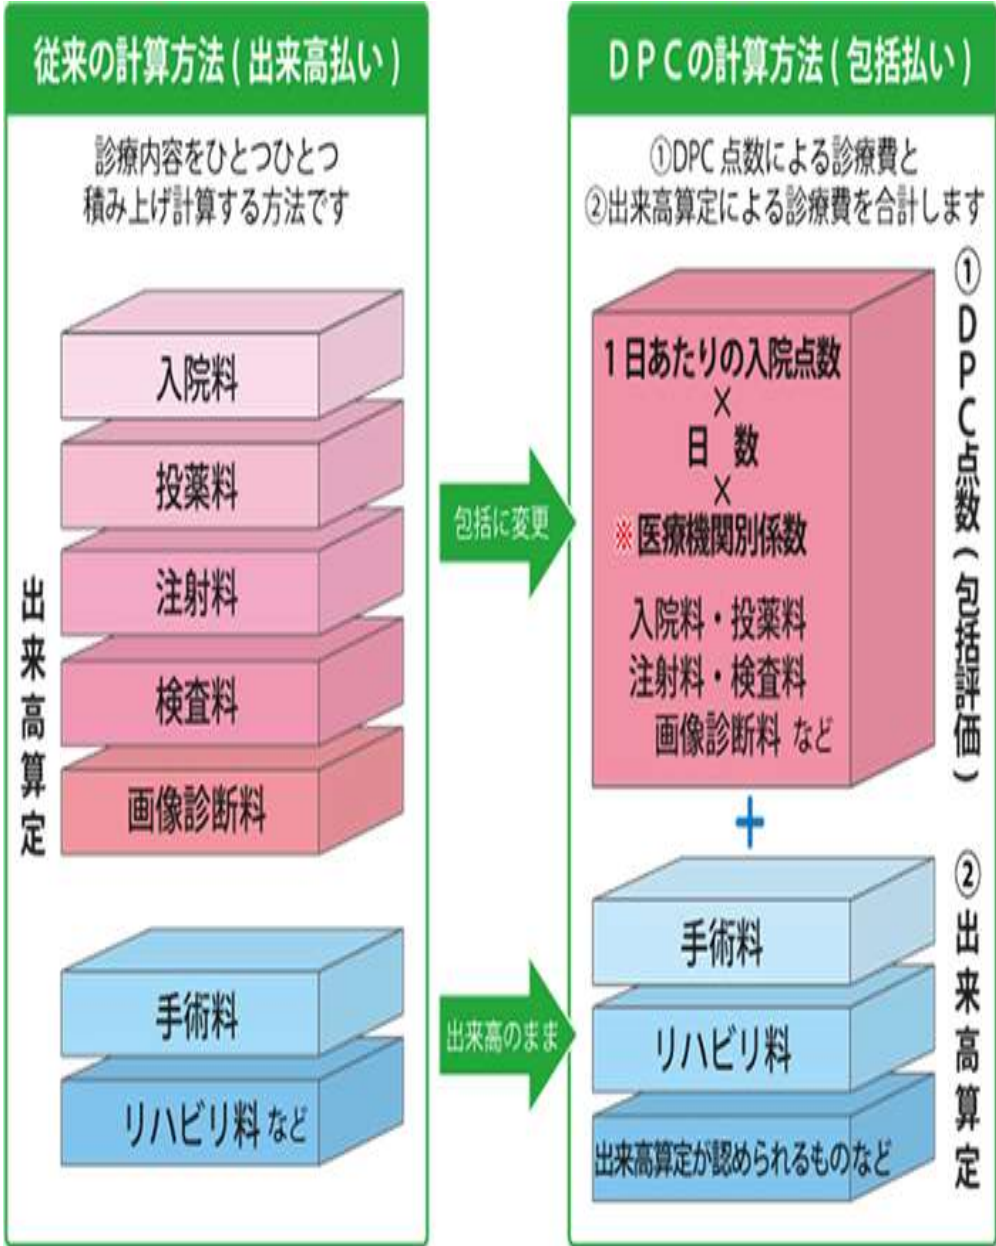 従来の計算方法(出来高払い)
診療内容をひとつひとつ
積み上げ計算する方法です
出来高算定
入院料
投薬料
注射料
検査料
画像診断料
手術料
リハビリ料 など
包括に変更
出来高のまま
DPCの計算方法(包括払い)
①DPC 点数による診療費と
②出来高算定による診療費を合計します
1日あたりの入院点数
×
日 数
×
※医療機関別係数
入院料・投薬料
注射料・検査料
画像診断料 など
①DPC点数(包括評価)
+
手術料
リハビリ料
出来高算定が認められるものなど
②出来高算定